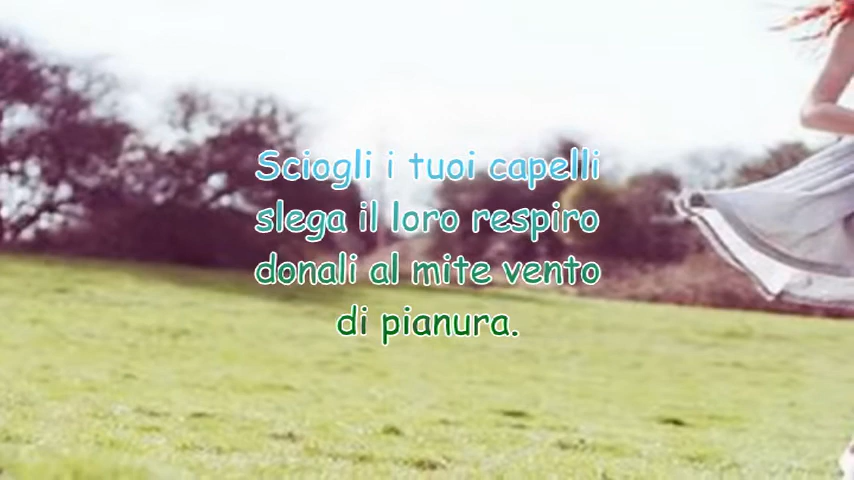 Sciogli i tuoi capelli
slega il loro respiro
donali al mite vento
di pianura.